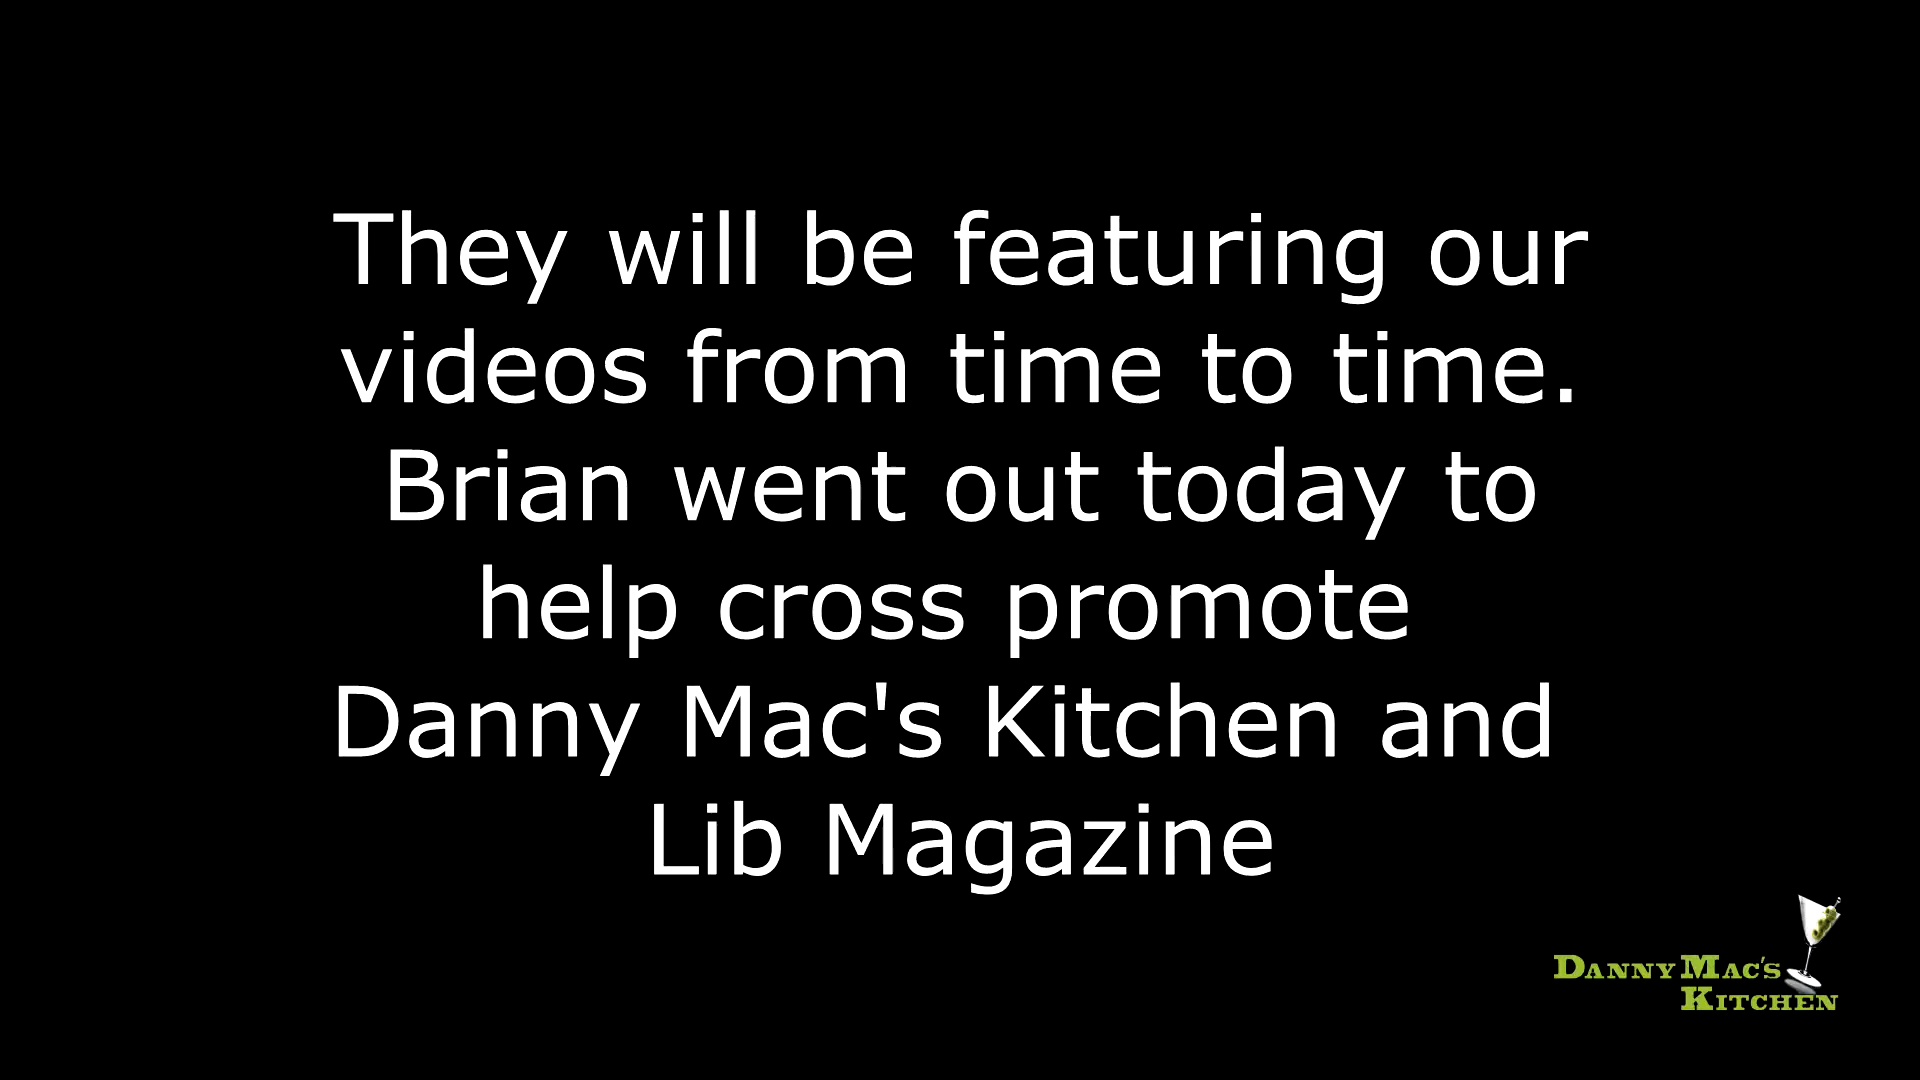 They will be featuring our
videos from time to time.
Brian went out today to
help cross promote
Danny Mac's Kitchen and
Lib Magazine
DANNY MAC'S
KITCHEN